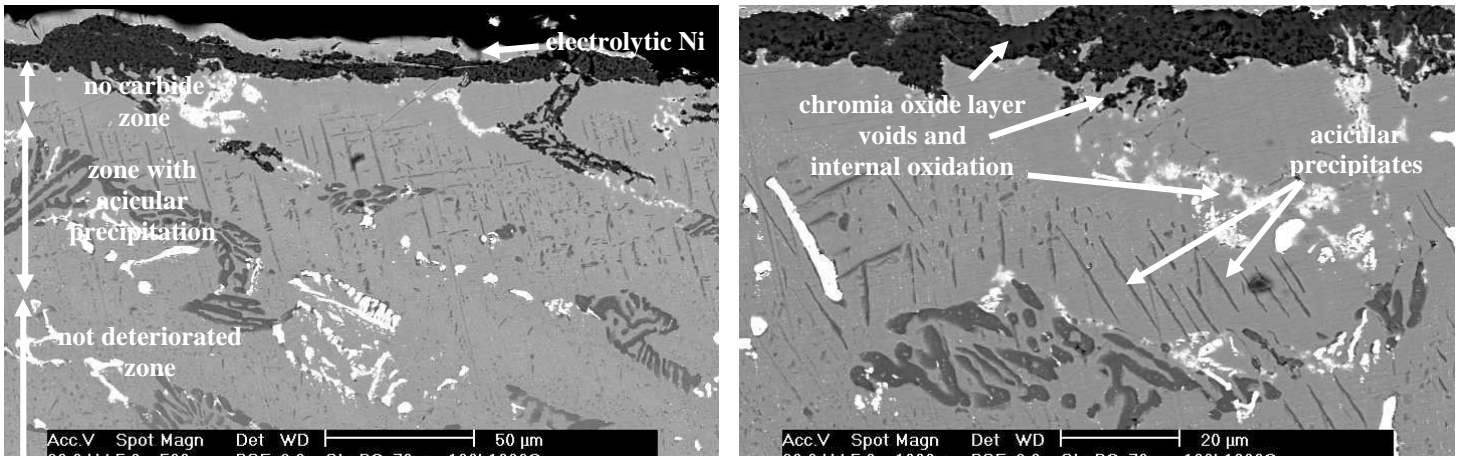 electrolytic Ni
no carbide
zone
zone with
acicular
precipitation
not deteriorated
zone
Acc.V Spot Magn Det WD 50 µm
chromia oxide layer
voids and
internal oxidation
acicular
precipitates
Acc.V Spot Magn Det WD 20 µm